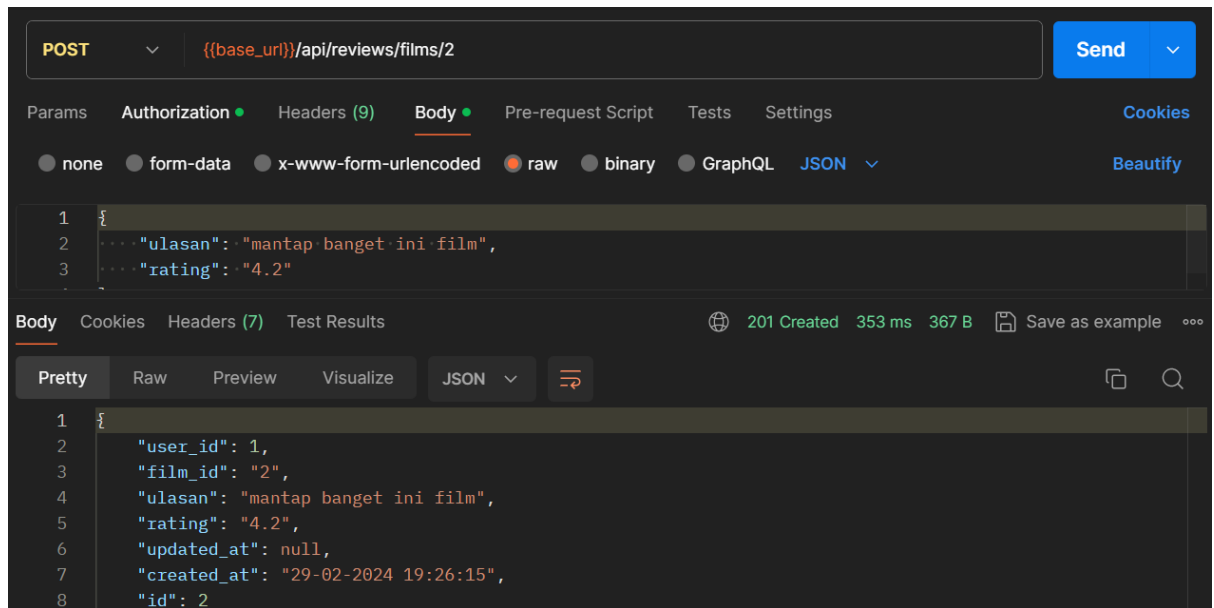 POST {{base_url}}/api/reviews/films/2 Send
Params Authorization Headers (9) Body Pre-request Script Tests Settings Cookies
none form-data x-www-form-urlencoded raw binary GraphQL JSON Beautify
1 {
2 ····"ulasan":·"mantap·banget·ini·film",
3 ····"rating":·"4.2"
Body Cookies Headers (7) Test Results 201 Created 353 ms 367 B Save as example
Pretty Raw Preview Visualize JSON
1 {
2 "user_id": 1,
3 "film_id": "2",
4 "ulasan": "mantap banget ini film",
5 "rating": "4.2",
6 "updated_at": null,
7 "created_at": "29-02-2024 19:26:15",
8 "id": 2